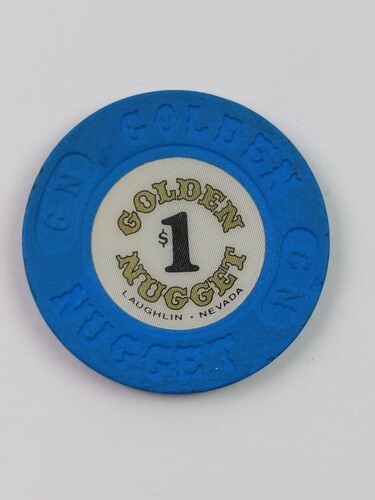 GOLDEN
GN
GOLDEN
$1
NUGGET
LAUGHLIN • NEVADA
GN
NUGGET